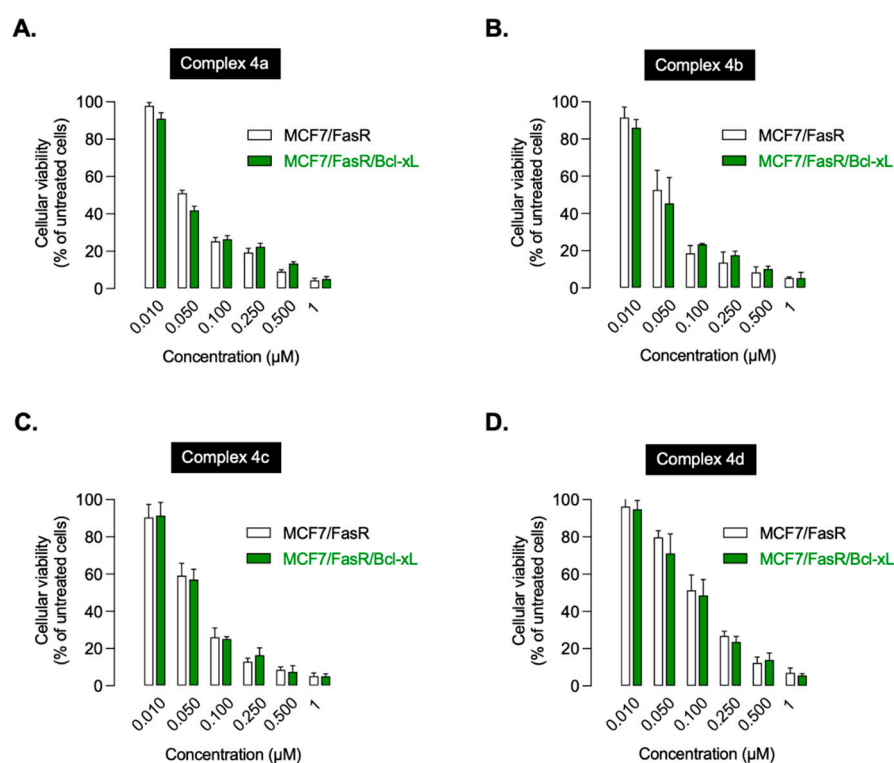 A.
Complex 4a
100
80
60
40
20
0
Cellular viability
(% of untreated cells)
MCF7/FasR
MCF7/FasR/Bcl-xL
0.010
0.050
0.100
0.250
0.500
1
Concentration (µM)
B.
Complex 4b
100
80
60
40
20
0
Cellular viability
(% of untreated cells)
MCF7/FasR
MCF7/FasR/Bcl-xL
0.010
0.050
0.100
0.250
0.500
1
Concentration (µM)
C.
Complex 4c
100
80
60
40
20
0
Cellular viability
(% of untreated cells)
MCF7/FasR
MCF7/FasR/Bcl-xL
0.010
0.050
0.100
0.250
0.500
1
Concentration (µM)
D.
Complex 4d
100
80
60
40
20
0
Cellular viability
(% of untreated cells)
MCF7/FasR
MCF7/FasR/Bcl-xL
0.010
0.050
0.100
0.250
0.500
1
Concentration (µM)